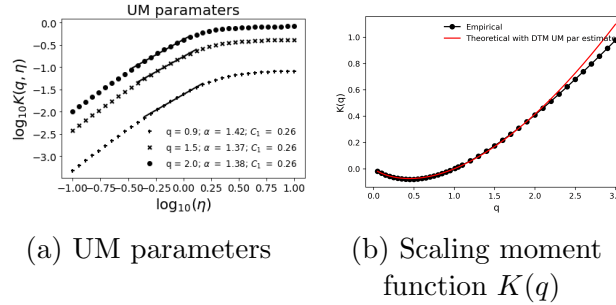 UM paramaters
0.0
−0.5
−1.0
−1.5
−2.0
−2.5
−3.0
log10K(q, η)
q = 0.9; α = 1.42; C1 = 0.26
q = 1.5; α = 1.37; C1 = 0.26
q = 2.0; α = 1.38; C1 = 0.26
−1.00−0.75−0.50−0.25 0.00 0.25 0.50 0.75 1.00
log10(η)
(a) UM parameters
Empirical
Theoretical with DTM UM par estimate
1.0
0.8
0.6
0.4
0.2
0.0
K(q)
0.0 0.5 1.0 1.5 2.0 2.5 3.
q
(b) Scaling moment
function K(q)